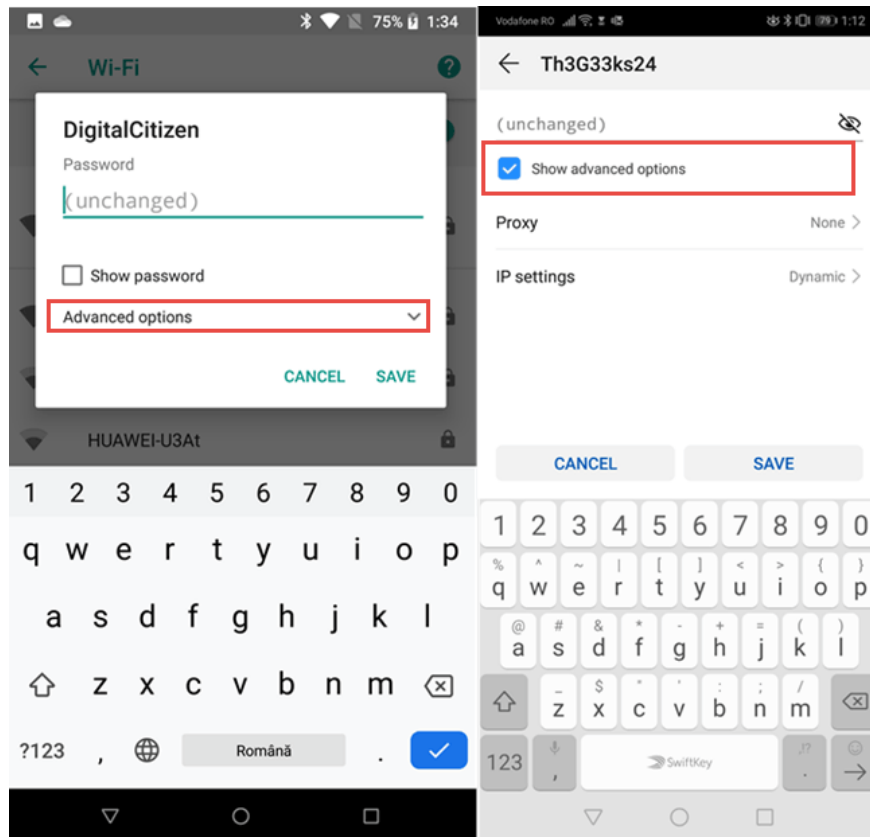 75% 1:34
Wi-Fi
DigitalCitizen
Password
(unchanged)
Show password
Advanced options
CANCEL SAVE
HUAWEI-U3At
1 2 3 4 5 6 7 8 9 0
q w e r t y u i o p
a s d f g h j k l
z x c v b n m
?123 , Română .
Vodafone RO 79 1:12
Th3G33ks24
(unchanged)
Show advanced options
Proxy None
IP settings Dynamic
CANCEL SAVE
1 2 3 4 5 6 7 8 9 0
% ^ ~ | [ ] < > { }
q w e r t y u i o p
@ # & * - + = ( )
a s d f g h j k l
_ $ " ' : ; /
z x c v b n m
,!?
123 , SwiftKey .